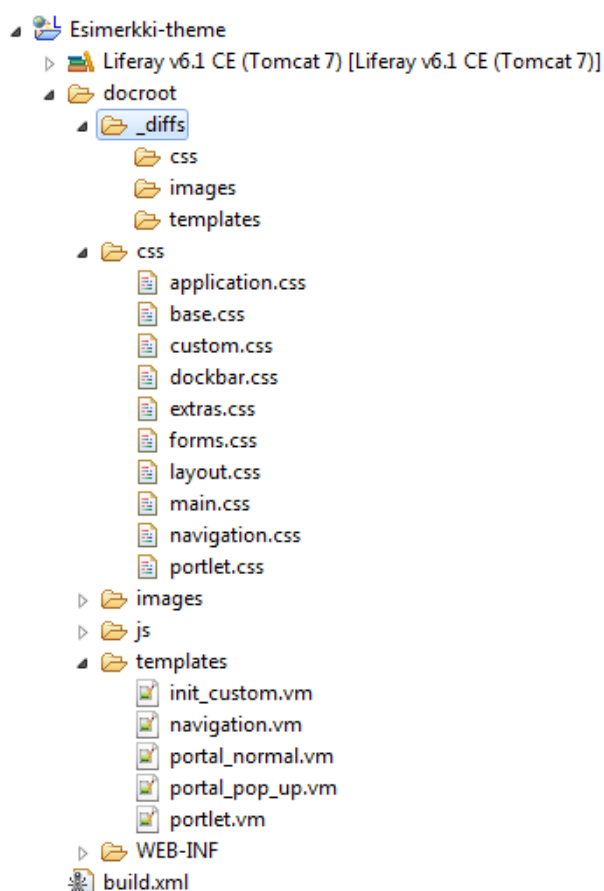 Esimerkki-theme
Liferay v6.1 CE (Tomcat 7) [Liferay v6.1 CE (Tomcat 7)]
docroot
_diffs
css
images
templates
css
application.css
base.css
custom.css
dockbar.css
extras.css
forms.css
layout.css
main.css
navigation.css
portlet.css
images
js
templates
init_custom.vm
navigation.vm
portal_normal.vm
portal_pop_up.vm
portlet.vm
WEB-INF
build.xml